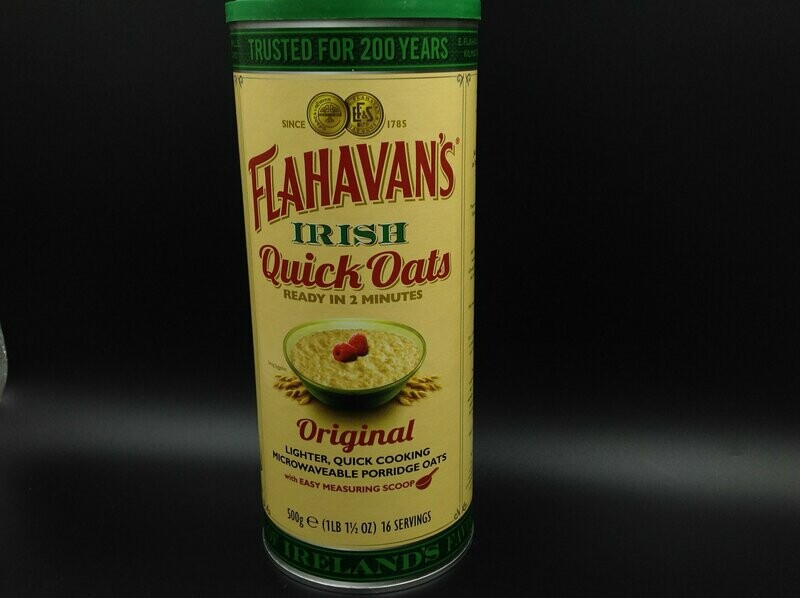 TRUSTED FOR 200 YEARS
SINCE 1785
FLAHAVAN'S®
IRISH
Quick Oats
READY IN 2 MINUTES
Original
LIGHTER, QUICK COOKING
MICROWAVEABLE PORRIDGE OATS
with EASY MEASURING SCOOP
500g ℮ (1LB 1½ OZ) 16 SERVINGS
IRELAND'S